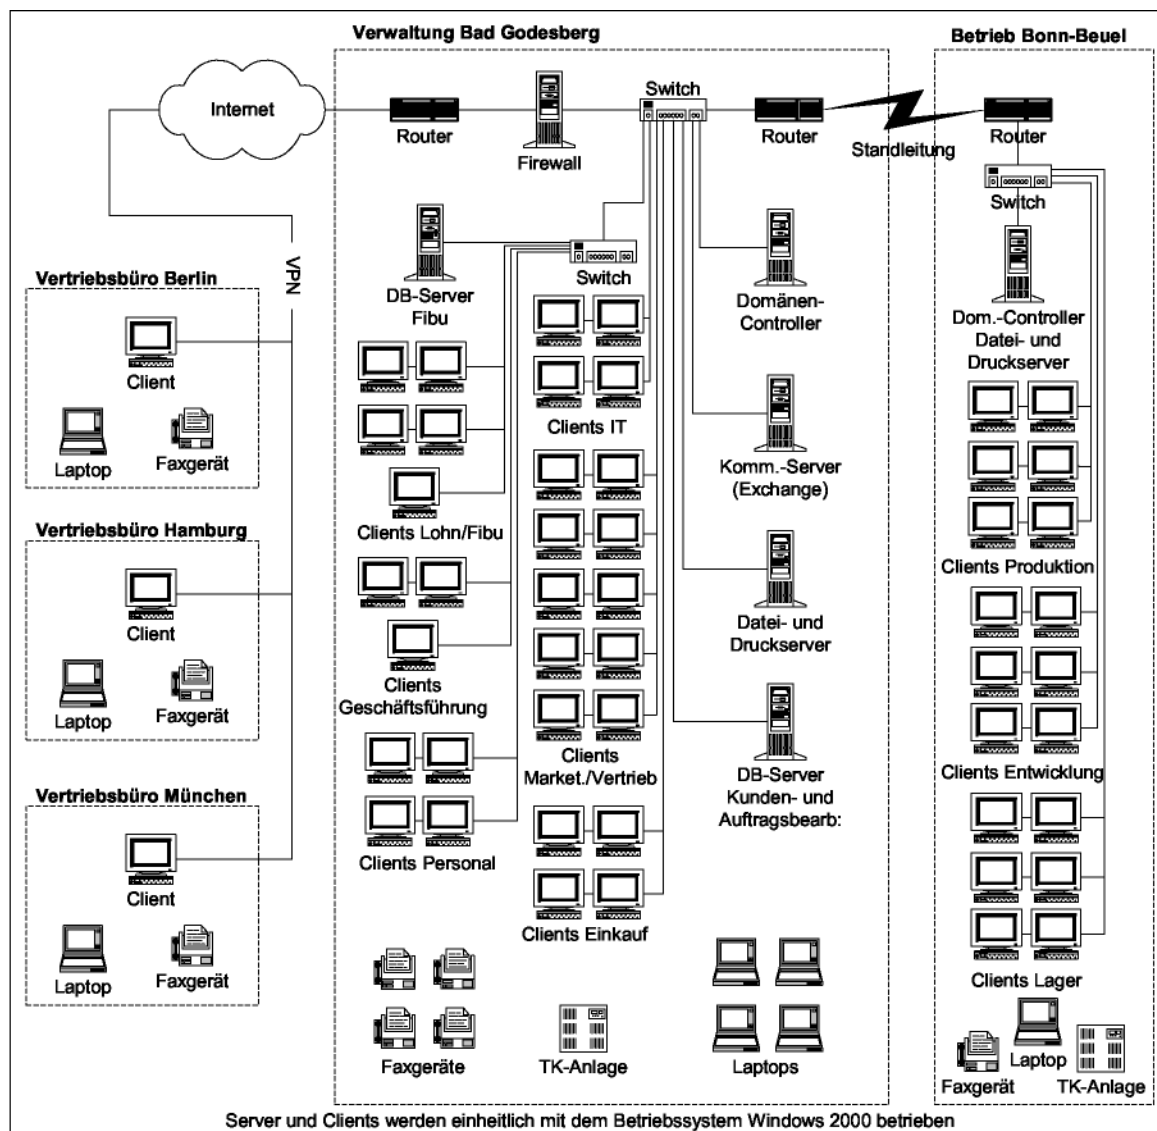 Verwaltung Bad Godesberg
Betrieb Bonn-Beuel
Internet
Router
Firewall
Switch
Router
Standleitung
Router
Switch
VPN
DB-Server
Fibu
Switch
Domänen-
Controller
Dom.-Controller
Datei- und
Druckserver
Vertriebsbüro Berlin
Client
Laptop
Faxgerät
Clients IT
Komm.-Server
(Exchange)
Clients Lohn/Fibu
Clients Produktion
Vertriebsbüro Hamburg
Client
Laptop
Faxgerät
Datei- und
Druckserver
Clients
Geschäftsführung
Clients
Market./Vertrieb
DB-Server
Kunden- und
Auftragsbearb:
Clients Entwicklung
Vertriebsbüro München
Client
Laptop
Faxgerät
Clients Personal
Clients Einkauf
Clients Lager
Faxgeräte
TK-Anlage
Laptops
Laptop
Faxgerät
TK-Anlage
Server und Clients werden einheitlich mit dem Betriebssystem Windows 2000 betrieben